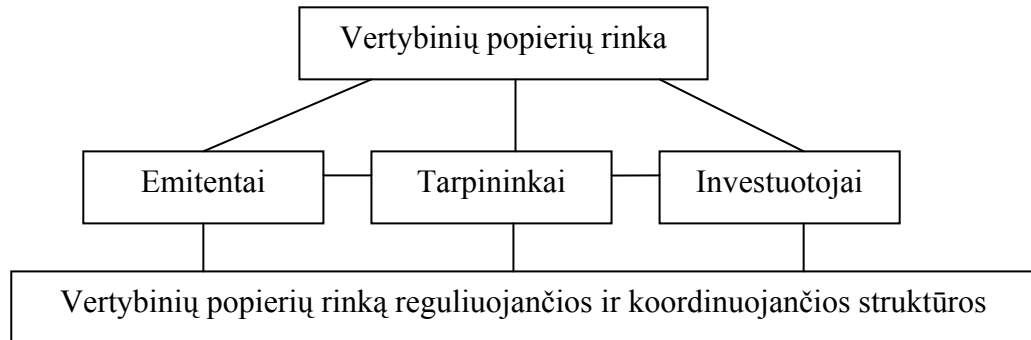 Vertybinių popierių rinka
Emitentai
Tarpininkai
Investuotojai
Vertybinių popierių rinką reguliuojančios ir koordinuojančios struktūros